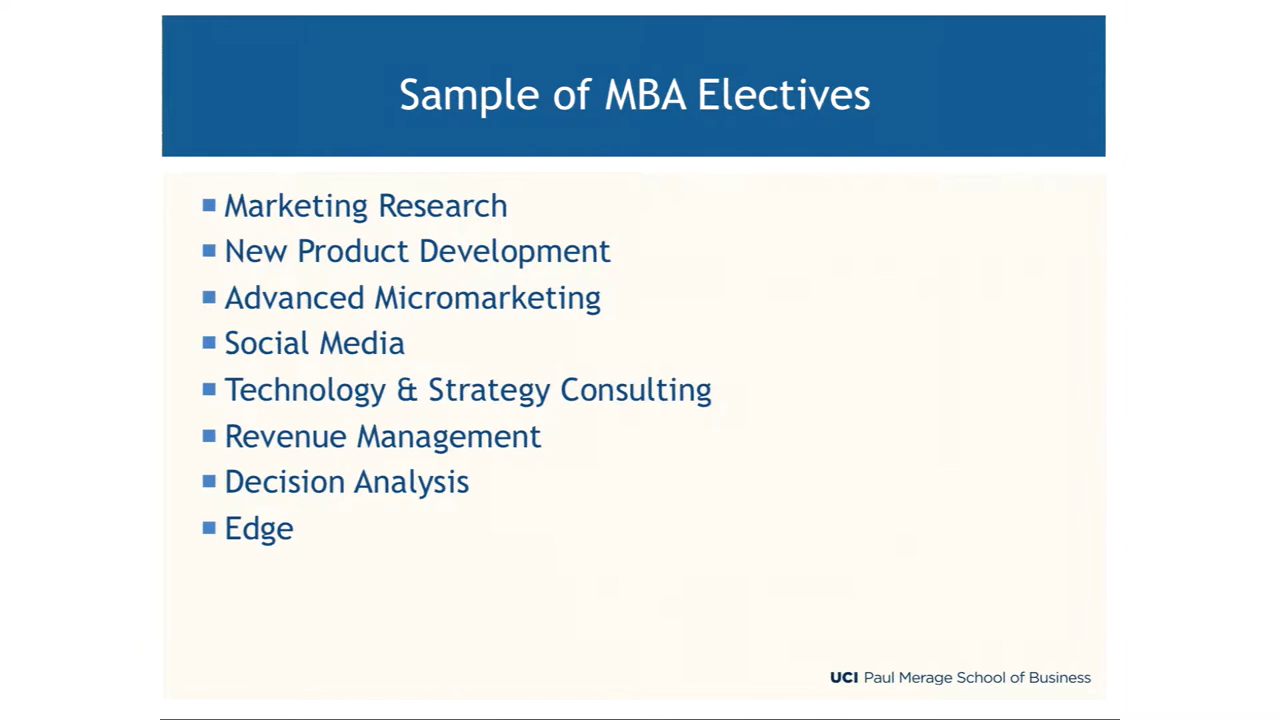 Sample of MBA Electives
Marketing Research
New Product Development
Advanced Micromarketing
Social Media
Technology & Strategy Consulting
Revenue Management
Decision Analysis
Edge
UCI Paul Merage School of Business